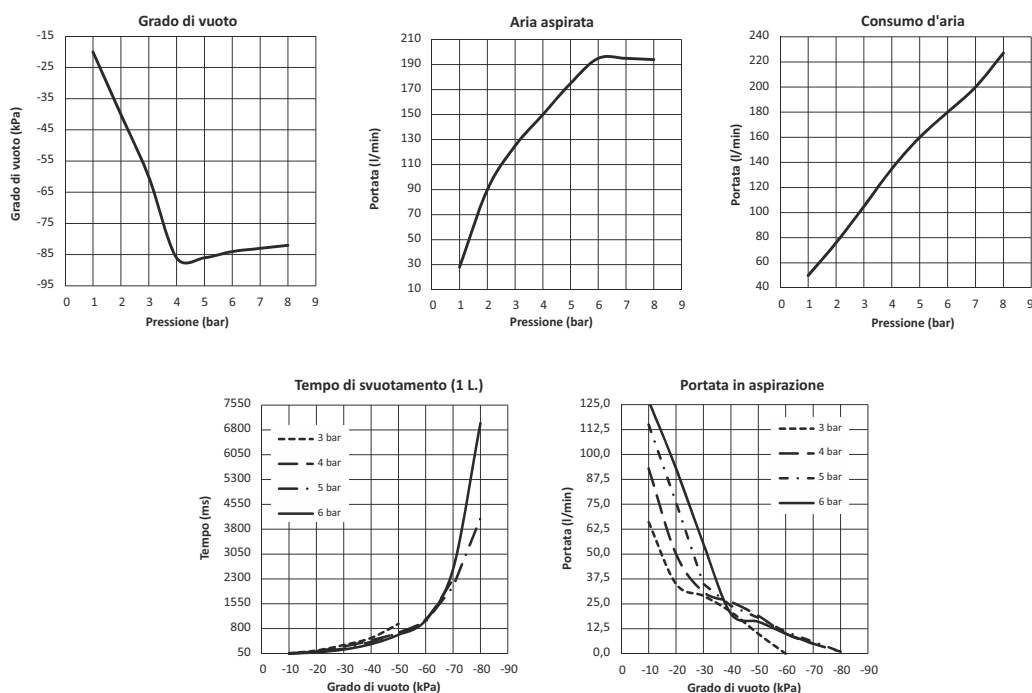 Grado di vuoto
-15
-25
-35
-45
-55
-65
-75
-85
-95
Grado di vuoto (kPa)
0 1 2 3 4 5 6 7 8 9
Pressione (bar)
Aria aspirata
210
190
170
150
130
110
90
70
50
30
10
Portata (l/min)
0 1 2 3 4 5 6 7 8 9
Pressione (bar)
Consumo d'aria
240
220
200
180
160
140
120
100
80
60
40
Portata (l/min)
0 1 2 3 4 5 6 7 8 9
Pressione (bar)
Tempo di svuotamento (1 L.)
7550
6800
6050
5300
4550
3800
3050
2300
1550
800
50
Tempo (ms)
3 bar
4 bar
5 bar
6 bar
0 -10 -20 -30 -40 -50 -60 -70 -80 -90
Grado di vuoto (kPa)
Portata in aspirazione
125,0
112,5
100,0
87,5
75,0
62,5
50,0
37,5
25,0
12,5
0,0
Portata (l/min)
3 bar
4 bar
5 bar
6 bar
0 -10 -20 -30 -40 -50 -60 -70 -80 -90
Grado di vuoto (kPa)